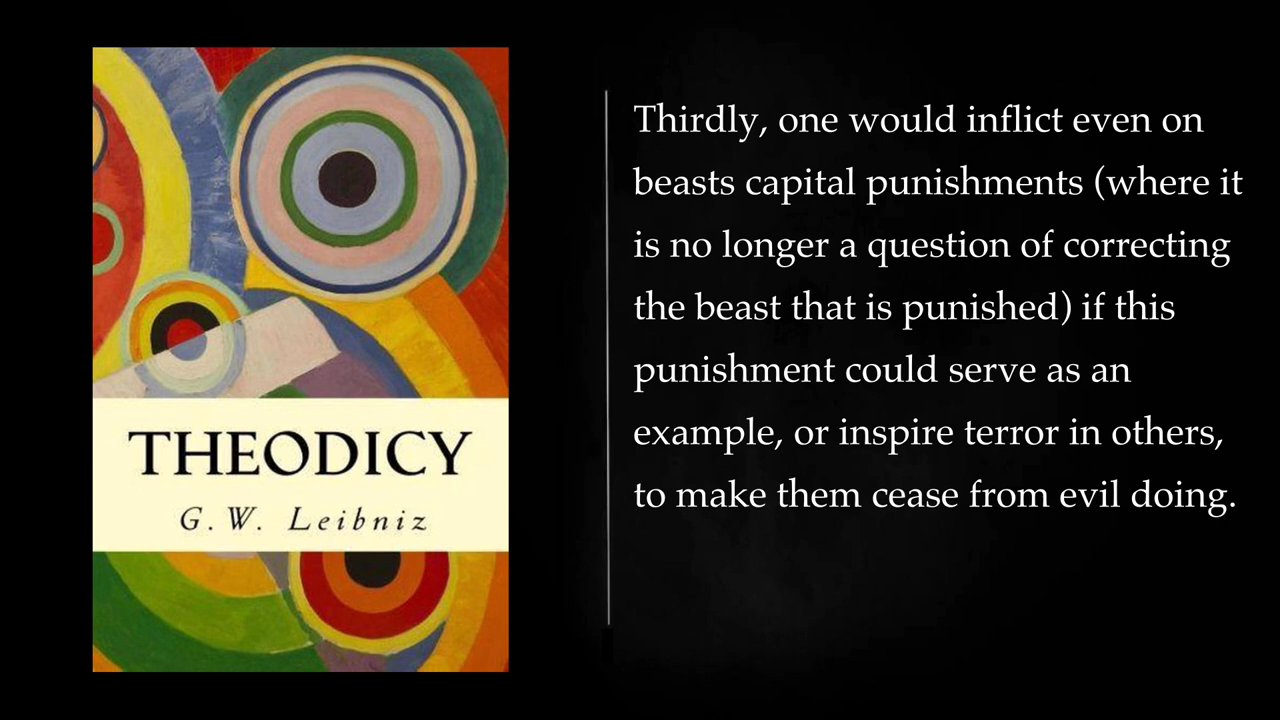 THEODICY
G. W. Leibniz
Thirdly, one would inflict even on
beasts capital punishments (where it
is no longer a question of correcting
the beast that is punished) if this
punishment could serve as an
example, or inspire terror in others,
to make them cease from evil doing.